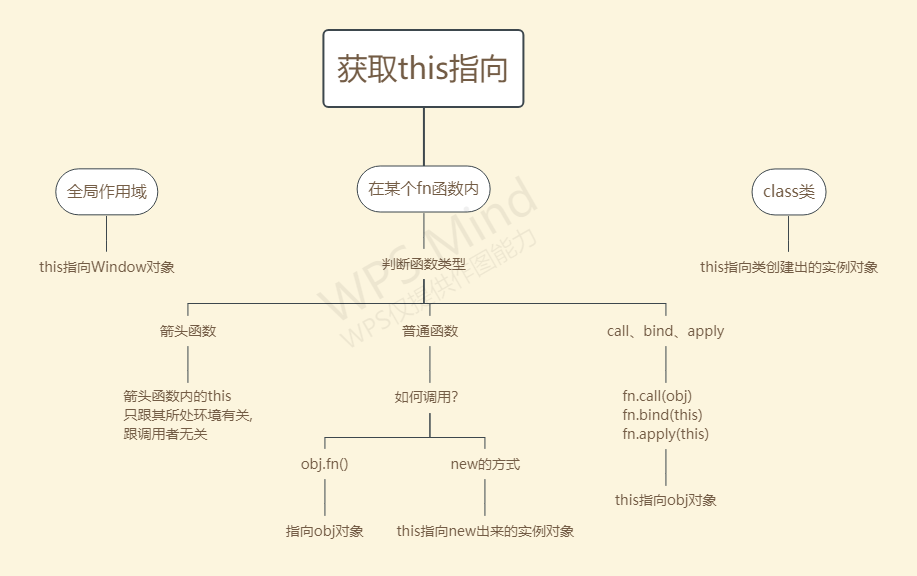 获取this指向
全局作用域
在某个fn函数内
class类
this指向Window对象
判断函数类型
this指向类创建出的实例对象
WPS Mind
WPS仅提供作图能力
箭头函数
普通函数
call、bind、apply
箭头函数内的this
只跟其所处环境有关,
跟调用者无关
如何调用?
fn.call(obj)
fn.bind(this)
fn.apply(this)
obj.fn()
new的方式
this指向obj对象
指向obj对象
this指向new出来的实例对象